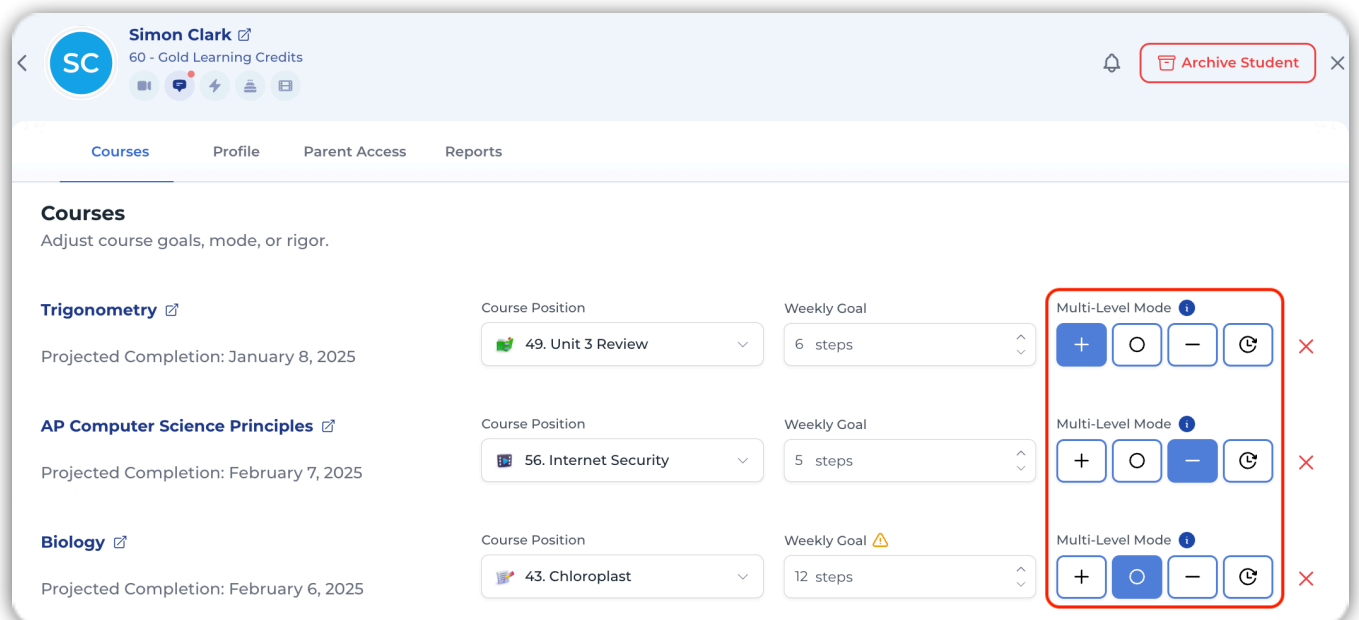 SC
Simon Clark
60 - Gold Learning Credits
Archive Student
Courses Profile Parent Access Reports
Courses
Adjust course goals, mode, or rigor.
Trigonometry
Projected Completion: January 8, 2025
Course Position
49. Unit 3 Review
Weekly Goal
6 steps
Multi-Level Mode
AP Computer Science Principles
Projected Completion: February 7, 2025
Course Position
56. Internet Security
Weekly Goal
5 steps
Multi-Level Mode
Biology
Projected Completion: February 6, 2025
Course Position
43. Chloroplast
Weekly Goal
12 steps
Multi-Level Mode